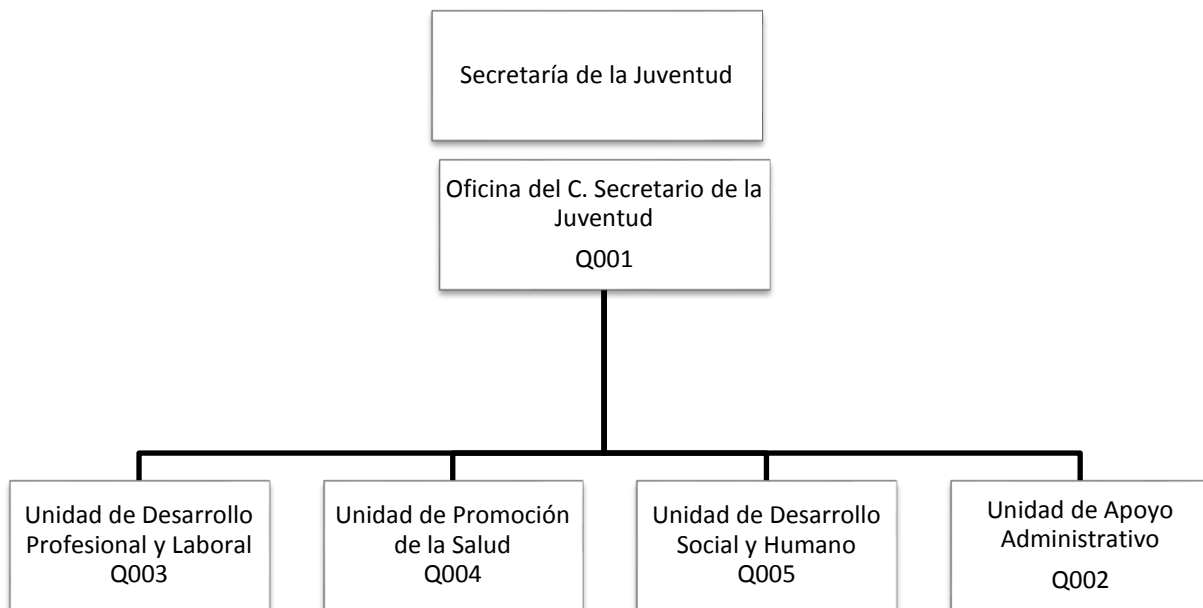 Secretaría de la Juventud
Oficina del C. Secretario de la
Juventud
Q001
Unidad de Desarrollo
Profesional y Laboral
Q003
Unidad de Promoción
de la Salud
Q004
Unidad de Desarrollo
Social y Humano
Q005
Unidad de Apoyo
Administrativo
Q002